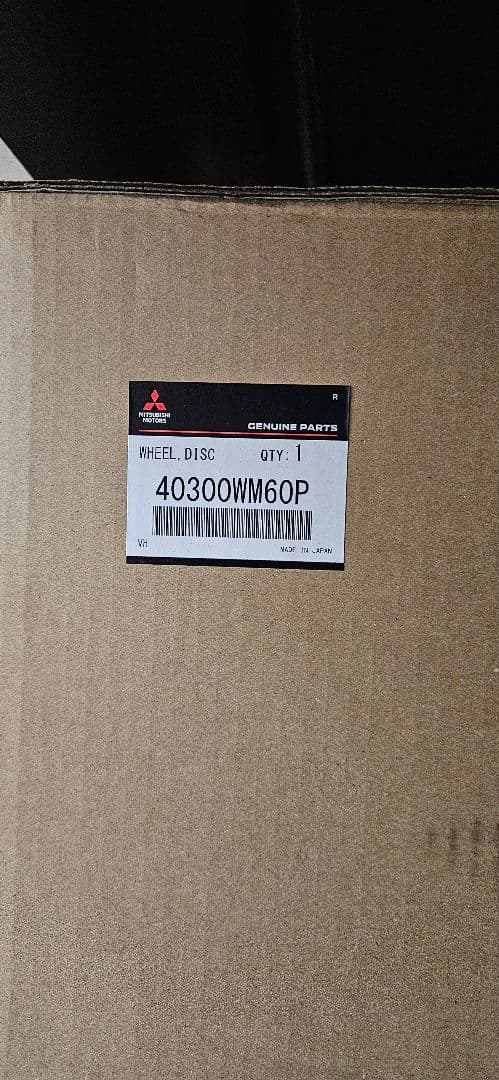 R
MITSUBISHI
MOTORS
GENUINE PARTS
WHEEL,DISC QTY: 1
40300WM60P
VH
MADE IN JAPAN